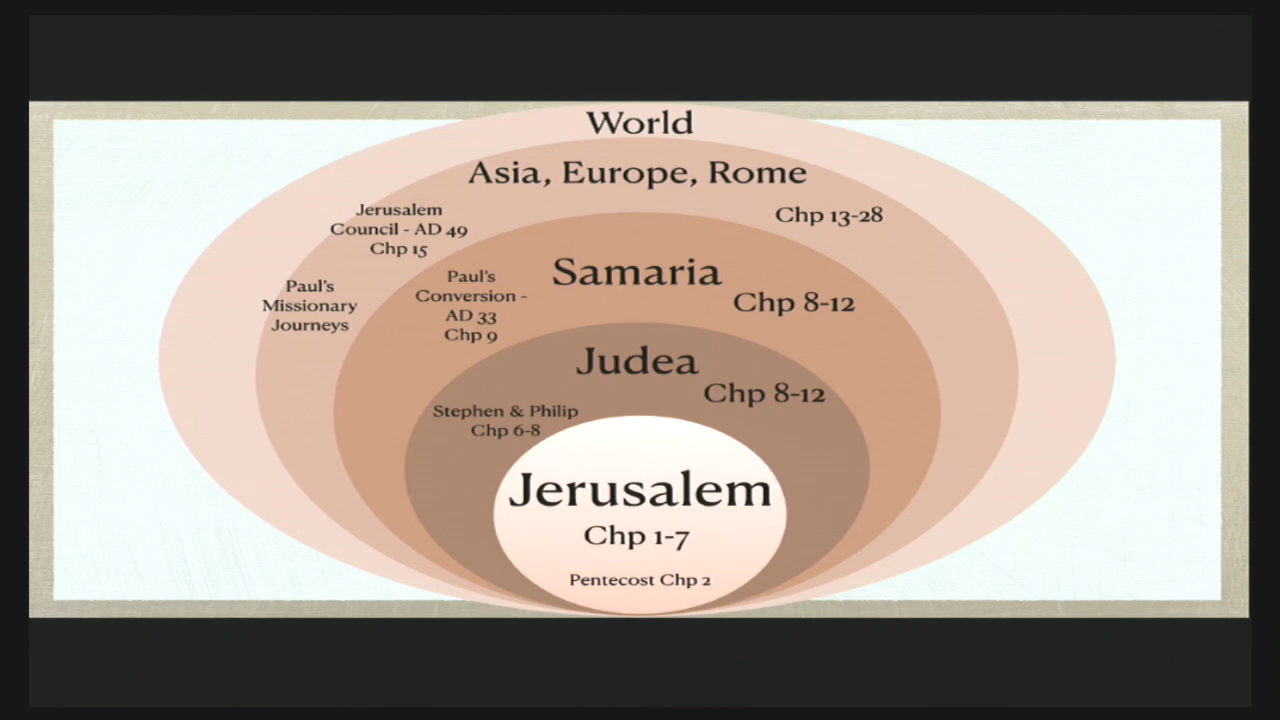 World
Asia, Europe, Rome
Jerusalem
Council - AD 49
Chp 15
Chp 13-28
Paul's
Missionary
Journeys
Paul's
Conversion -
AD 33
Chp 9
Samaria
Chp 8-12
Judea
Chp 8-12
Stephen & Philip
Chp 6-8
Jerusalem
Chp 1-7
Pentecost Chp 2